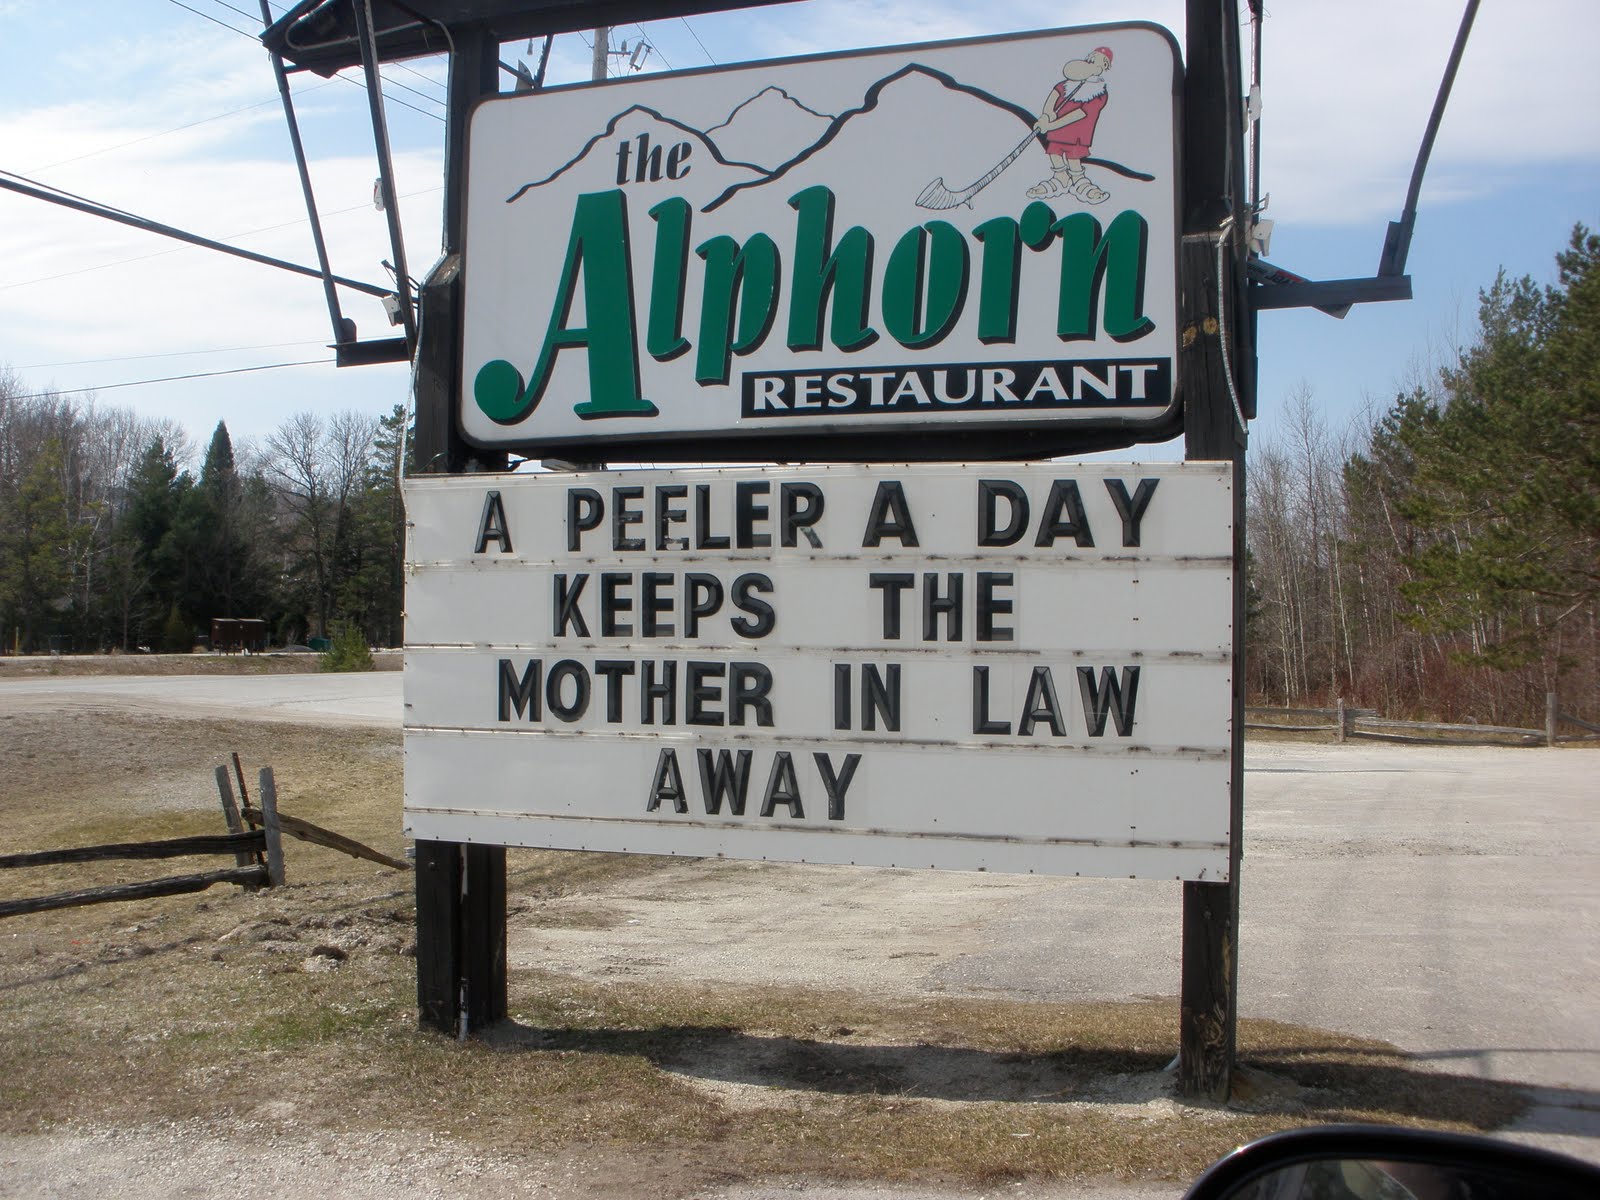 the
Alphorn
RESTAURANT
A PEELER A DAY
KEEPS THE
MOTHER IN LAW
AWAY